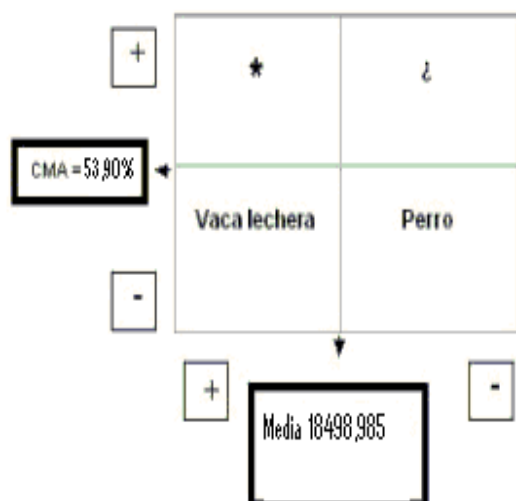 +
* ¿
CMA = 53,90%
Vaca lechera Perro
-
+ -
Media 18498,985